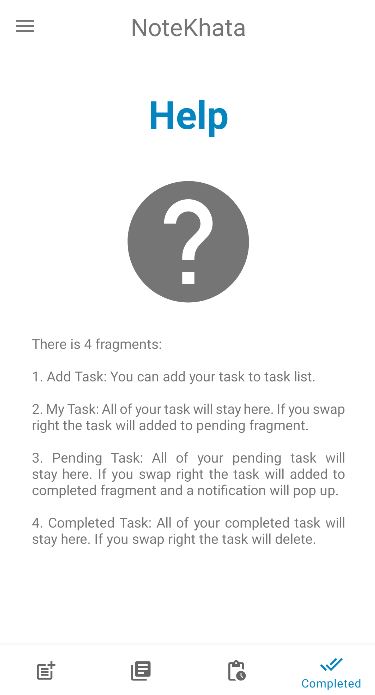 NoteKhata
Help
?
There is 4 fragments:
1. Add Task: You can add your task to task list.
2. My Task: All of your task will stay here. If you swap
right the task will added to pending fragment.
3. Pending Task: All of your pending task will
stay here. If you swap right the task will added to
completed fragment and a notification will pop up.
4. Completed Task: All of your completed task will
stay here. If you swap right the task will delete.
Completed